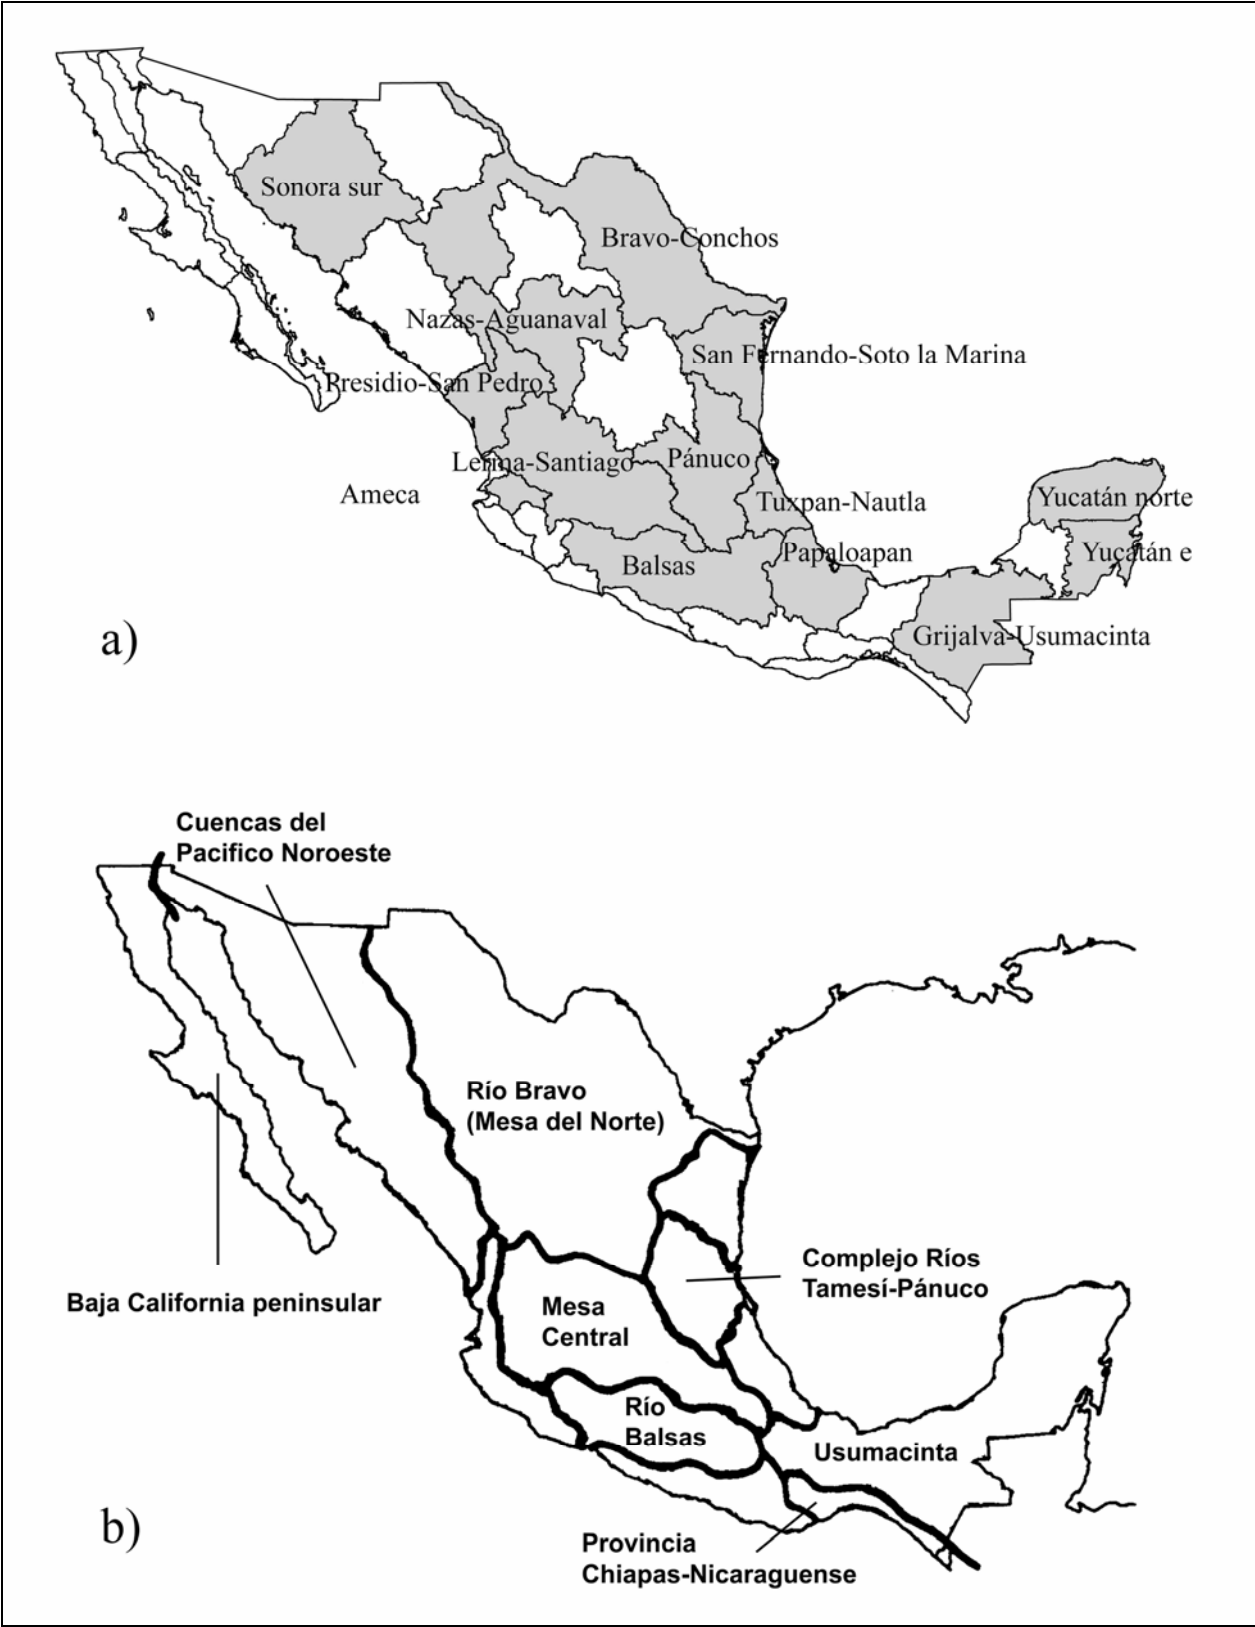 Sonora sur
Bravo-Conchos
Nazas-Aguanaval
San Fernando-Soto la Marina
Presidio-San Pedro
Lerma-Santiago
Pánuco
Ameca
Tuxpan-Nautla
Yucatán norte
Balsas
Papaloapan
Yucatán e
a)
Grijalva-Usumacinta
Cuencas del
Pacifico Noroeste
Río Bravo
(Mesa del Norte)
Baja California peninsular
Complejo Ríos
Tamesí-Pánuco
Mesa
Central
Río
Balsas
Usumacinta
b)
Provincia
Chiapas-Nicaraguense